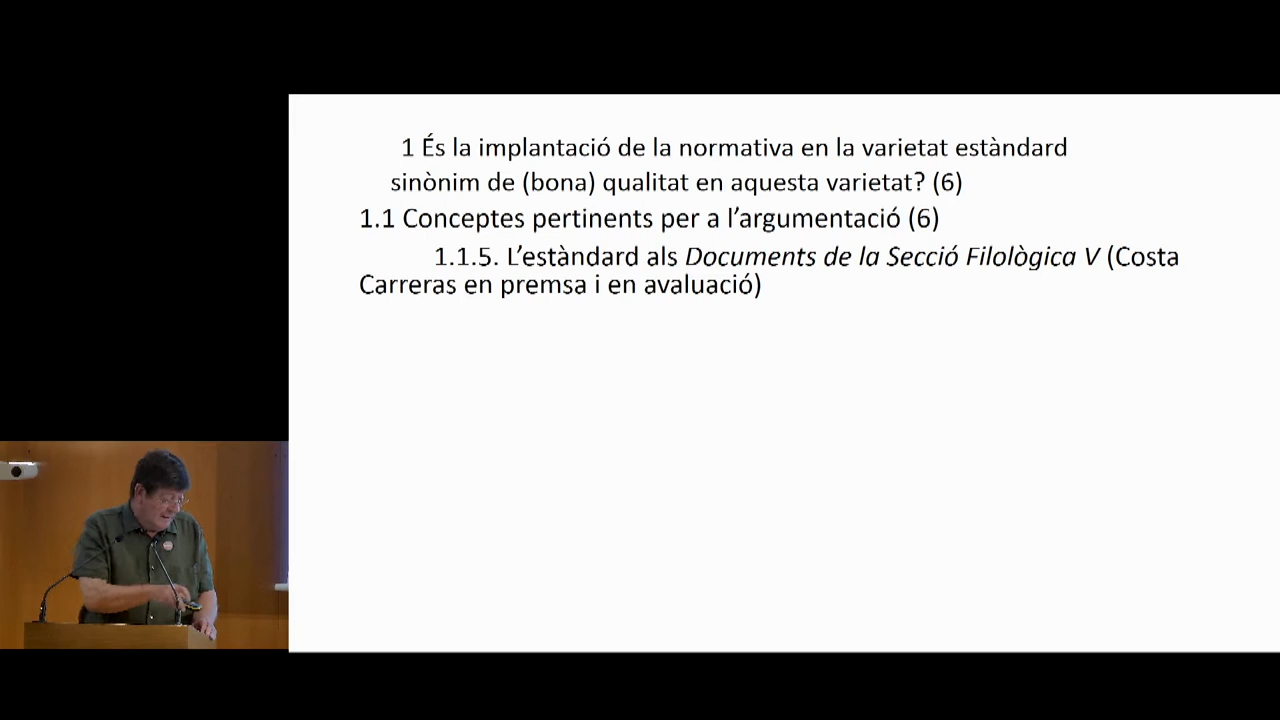 1 És la implantació de la normativa en la varietat estàndard
sinònim de (bona) qualitat en aquesta varietat? (6)
1.1 Conceptes pertinents per a l’argumentació (6)
1.1.5. L’estàndard als Documents de la Secció Filològica V (Costa
Carreras en premsa i en avaluació)